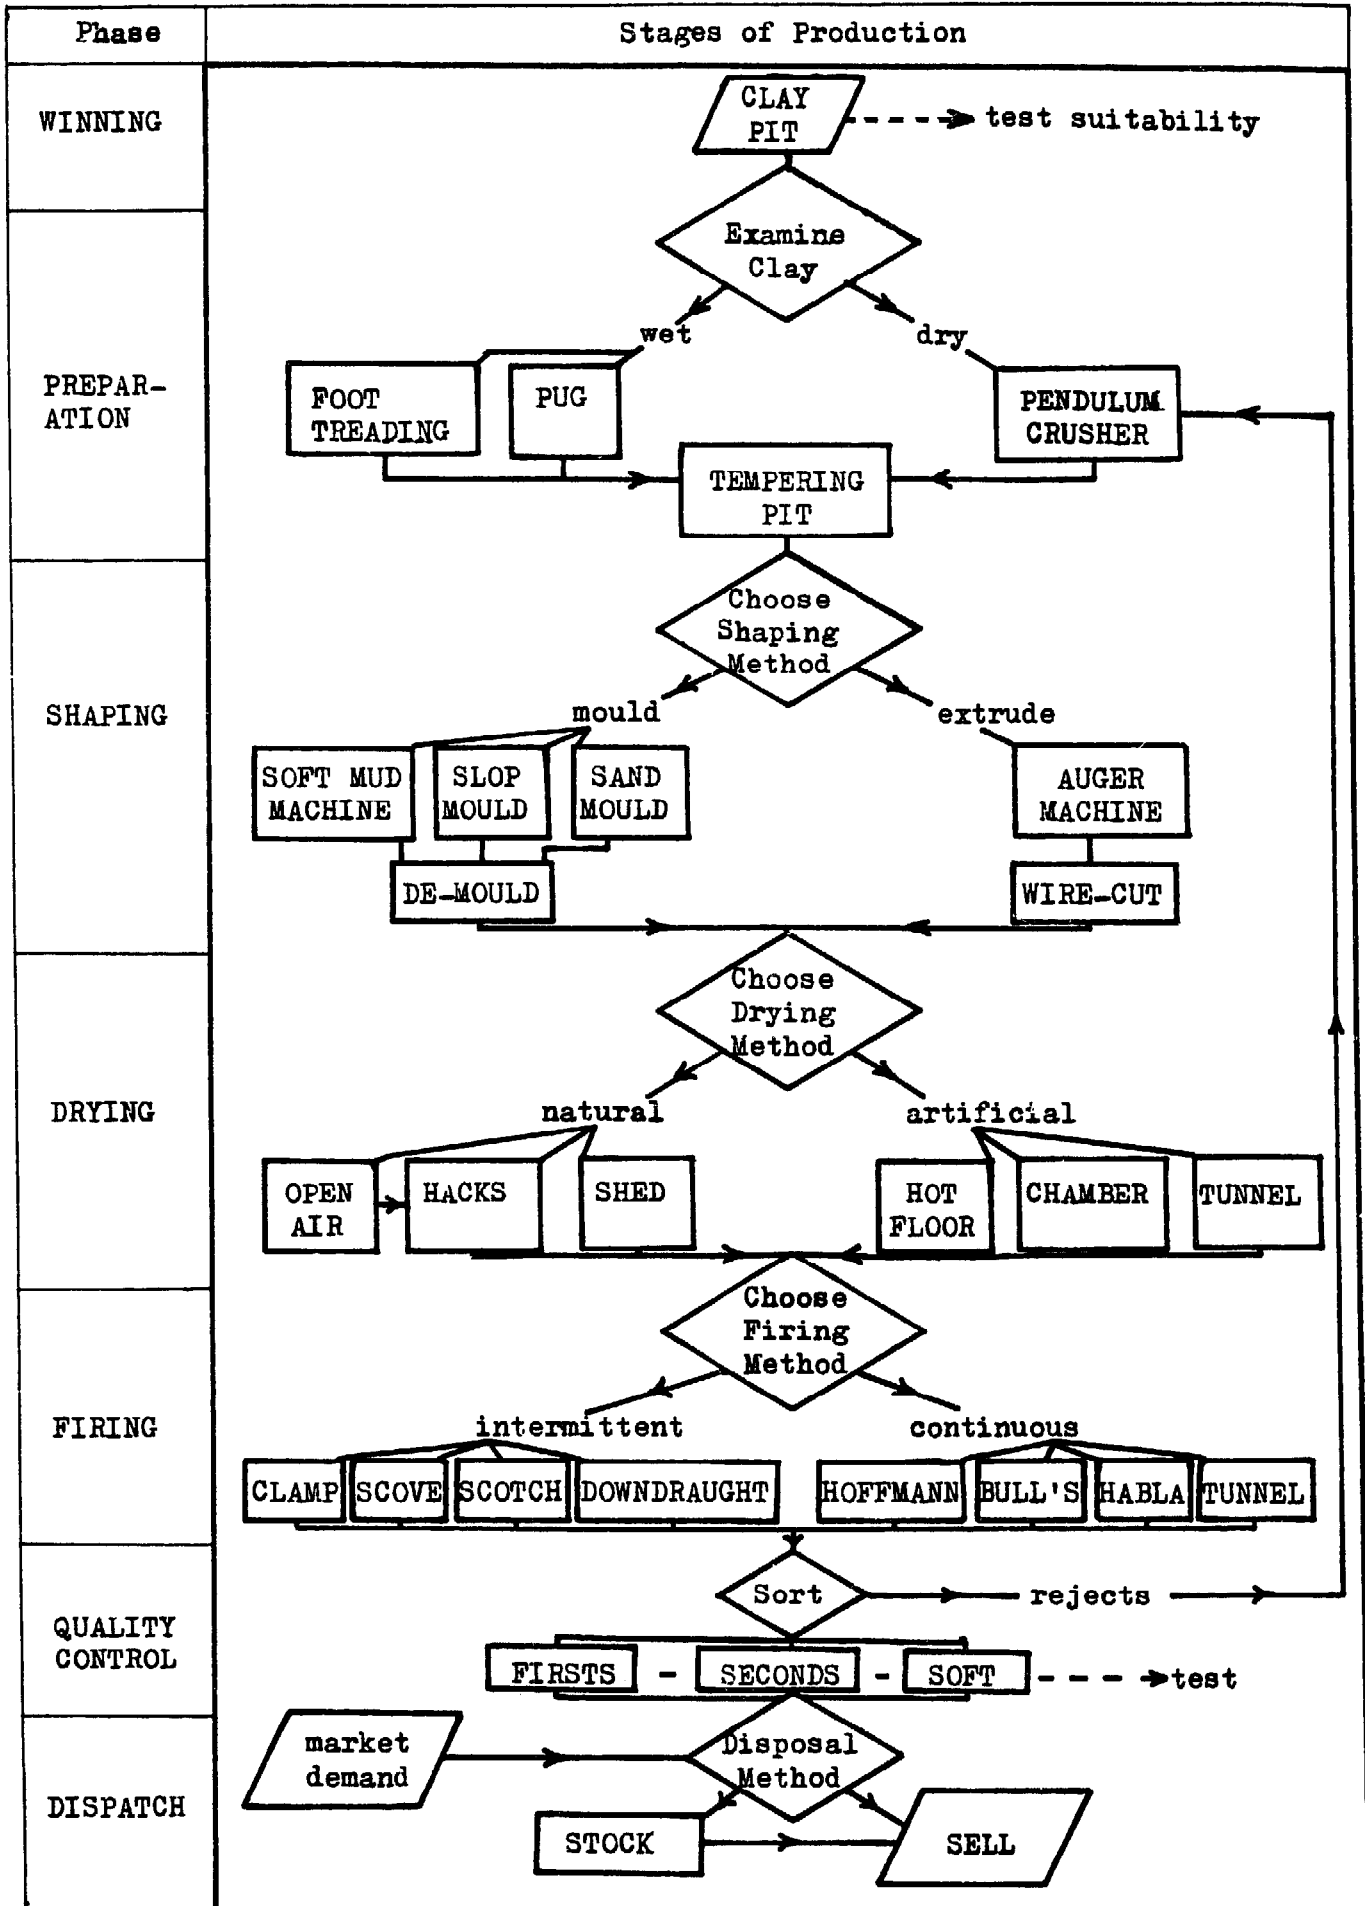 Phase
Stages of Production
WINNING
CLAY
PIT
test suitability
PREPAR-
ATION
Examine
Clay
wet
dry
FOOT
TREADING
PUG
PENDULUM
CRUSHER
TEMPERING
PIT
SHAPING
Choose
Shaping
Method
mould
extrude
SOFT MUD
MACHINE
SLOP
MOULD
SAND
MOULD
AUGER
MACHINE
DE-MOULD
WIRE-CUT
DRYING
Choose
Drying
Method
natural
artificial
OPEN
AIR
HACKS
SHED
HOT
FLOOR
CHAMBER
TUNNEL
FIRING
Choose
Firing
Method
intermittent
continuous
CLAMP
SCOVE
SCOTCH
DOWNDRAUGHT
HOFFMANN
BULL'S
HABLA
TUNNEL
QUALITY
CONTROL
Sort
rejects
FIRSTS - SECONDS - SOFT
test
DISPATCH
market
demand
Disposal
Method
STOCK
SELL